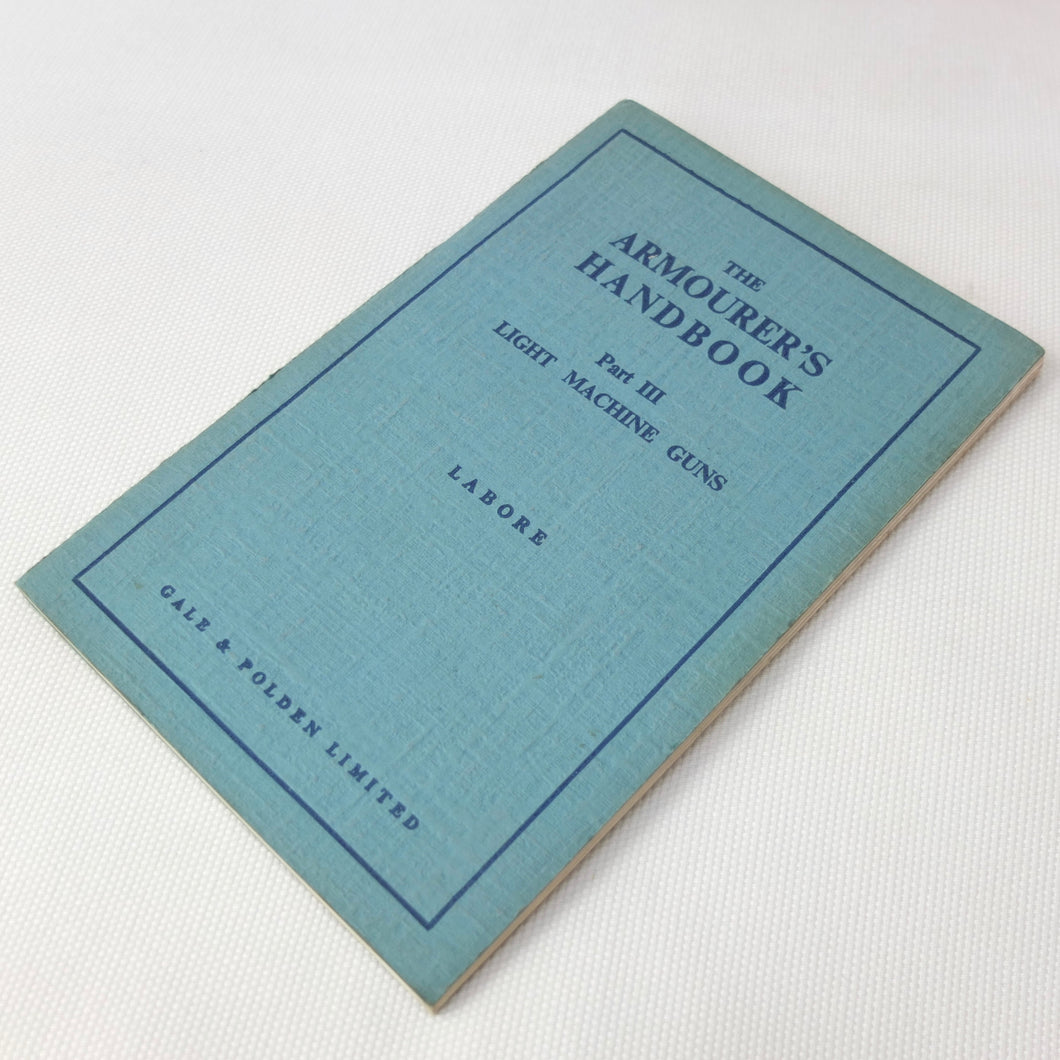 THE
ARMOURER'S
HANDBOOK
Part III
LIGHT MACHINE GUNS
LABORE
GALE & POLDEN LIMITED